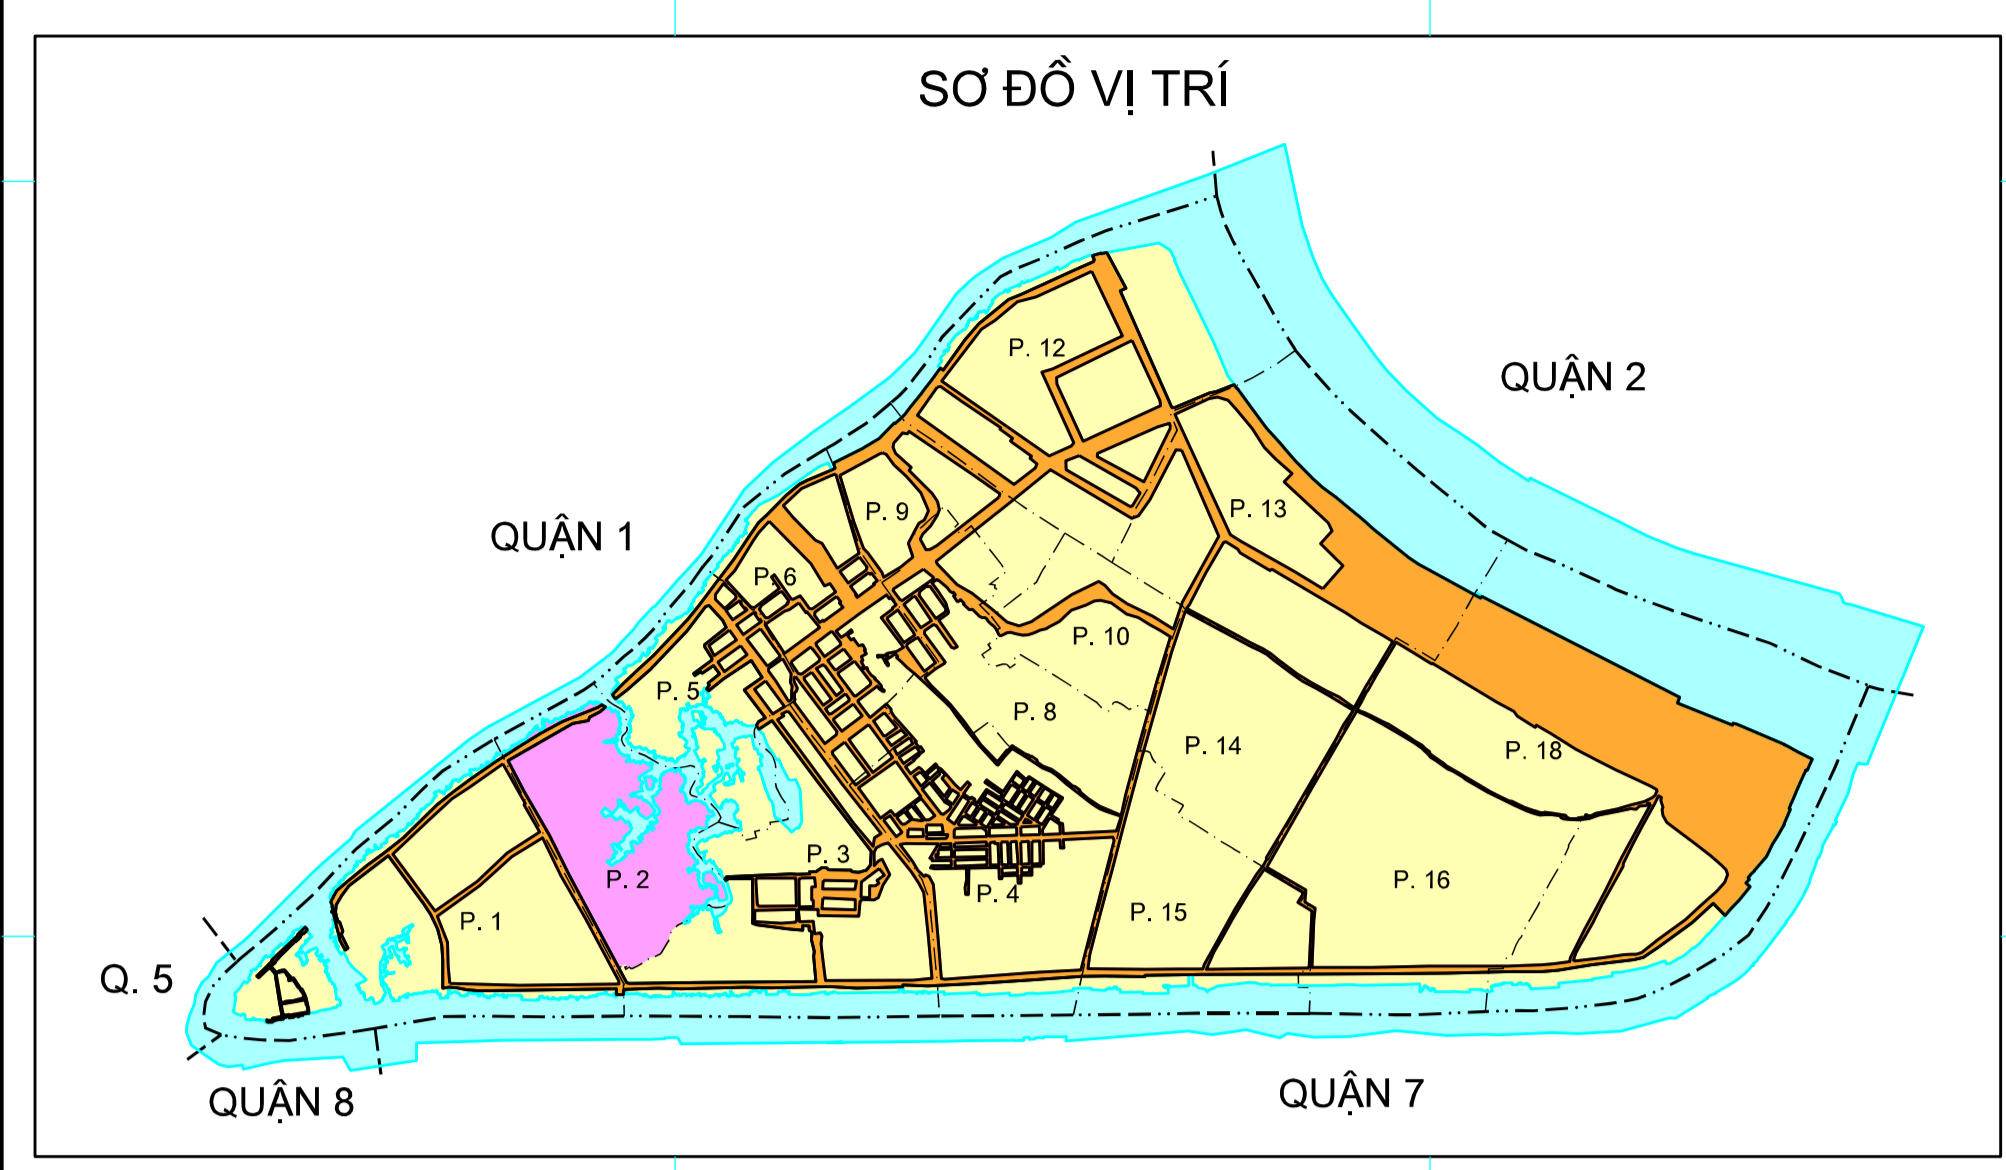 SƠ ĐỒ VỊ TRÍ
P. 12
QUẬN 2
P. 9
P. 13
QUẬN 1
P. 6
P. 10
P. 5
P. 8
P. 14
P. 18
P. 3
P. 2
P. 4
P. 16
P. 15
P. 1
Q. 5
QUẬN 8
QUẬN 7